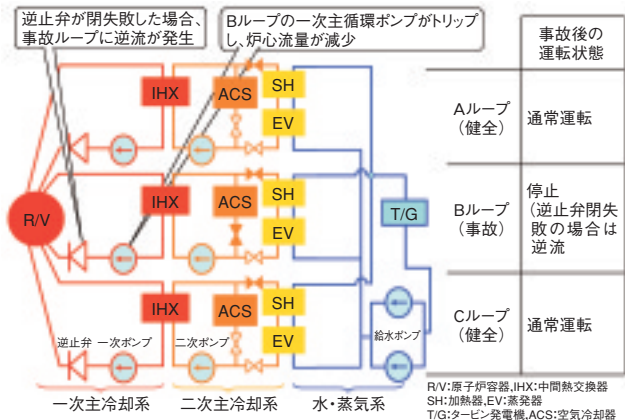 逆止弁が閉失敗した場合、
事故ループに逆流が発生
Bループの一次主循環ポンプがトリップ
し、炉心流量が減少
事故後の
運転状態
IHX
ACS
SH
EV
Aループ
(健全)
通常運転
R/V
IHX
ACS
SH
EV
T/G
Bループ
(事故)
停止
(逆止弁閉失
敗の場合は
逆流
IHX
ACS
SH
EV
Cループ
(健全)
通常運転
逆止弁 一次ポンプ
二次ポンプ
給水ポンプ
一次主冷却系
二次主冷却系
水・蒸気系
R/V:原子炉容器,IHX:中間熱交換器
SH:加熱器,EV:蒸発器
T/G:タービン発電機,ACS:空気冷却器